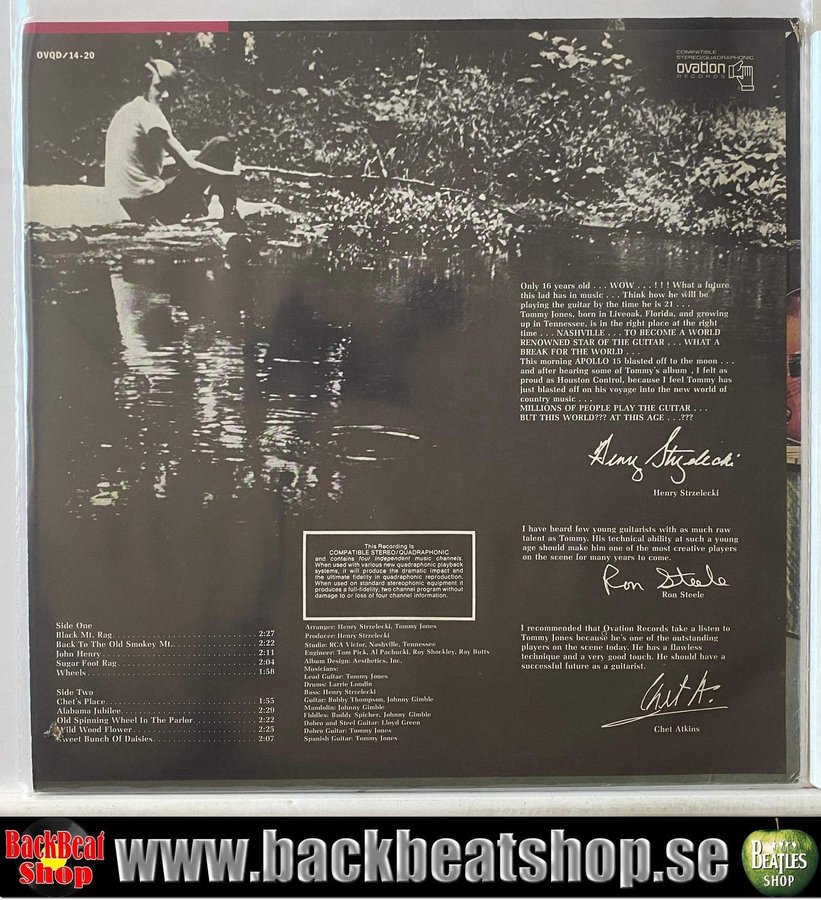 OVQD/14-20
COMPATIBLE
STEREO/QUADRAPHONIC
ovation
RECORDS
Only 16 years old . . . WOW . . . ! ! ! What a future
this lad has in music . . . Think how he will be
playing the guitar by the time he is 21 . . .
Tommy Jones, born in Liveoak, Florida, and growing
up in Tennessee, is in the right place at the right
time . . . NASHVILLE . . . TO BECOME A WORLD
RENOWNED STAR OF THE GUITAR . . . WHAT A
BREAK FOR THE WORLD . . .
This morning APOLLO 15 blasted off to the moon . . .
and after hearing some of Tommy's album , I felt as
proud as Houston Control, because I feel Tommy has
just blasted off on his voyage into the new world of
country music . . .
MILLIONS OF PEOPLE PLAY THE GUITAR . . .
BUT THIS WORLD??? AT THIS AGE . . .???
Henry Strzelecki
Henry Strzelecki
I have heard few young guitarists with as much raw
talent as Tommy. His technical ability at such a young
age should make him one of the most creative players
on the scene for many years to come.
Ron Steele
Ron Steele
I recommended that Ovation Records take a listen to
Tommy Jones because he's one of the outstanding
players on the scene today. He has a flawless
technique and a very good touch. He should have a
successful future as a guitarist.
Chet A.
Chet Atkins
This Recording is
COMPATIBLE STEREO/QUADRAPHONIC
and contains four independent music channels.
When used with various new quadraphonic playback
systems, it will produce the dramatic impact and
the ultimate fidelity in quadraphonic reproduction.
When used on standard stereophonic equipment it
produces a full-fidelity, two channel program without
damage to or loss of four channel information.
Arranger: Henry Strzelecki, Tommy Jones
Producer: Henry Strzelecki
Studio: RCA Victor, Nashville, Tennessee
Engineer: Tom Pick, Al Pachucki, Roy Shockley, Ray Butts
Album Design: Aesthetics, Inc.
Musicians:
Lead Guitar: Tommy Jones
Drums: Larrie Londin
Bass: Henry Strzelecki
Guitar: Bobby Thompson, Johnny Gimble
Mandolin: Johnny Gimble
Fiddles: Buddy Spicher, Johnny Gimble
Dobro and Steel Guitar: Lloyd Green
Dobro Guitar: Tommy Jones
Spanish Guitar: Tommy Jones
Side One
Black Mt. Rag 2:27
Back To The Old Smokey Mt. 2:22
John Henry 2:11
Sugar Foot Rag 2:04
Wheels 1:58
Side Two
Chet's Place 1:55
Alabama Jubilee 2:29
Old Spinning Wheel In The Parlor 2:22
Wild Wood Flower 2:25
Sweet Bunch Of Daisies 2:07
BackBeat
Shop
www.backbeatshop.se
BEATLES
SHOP